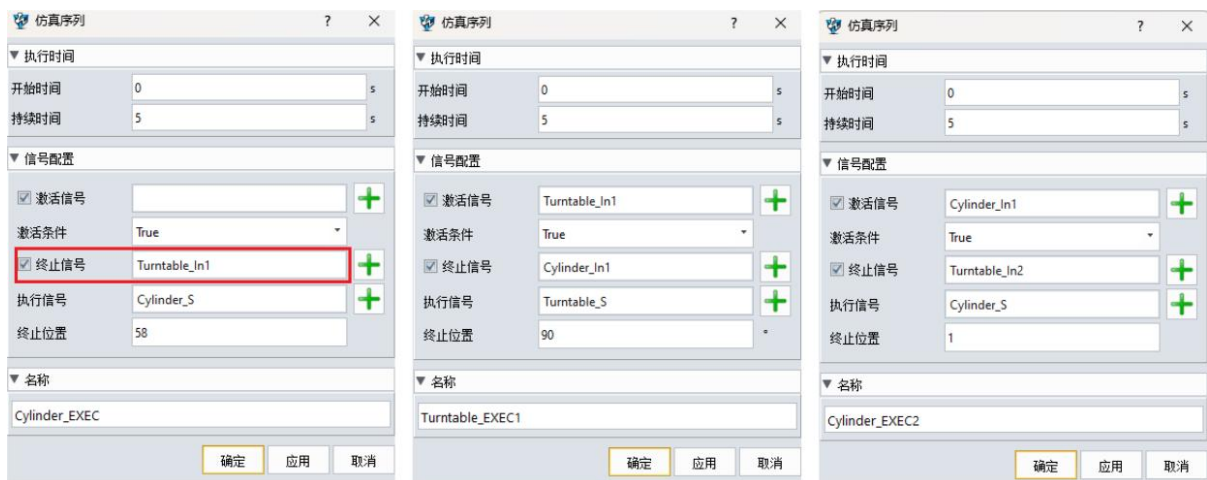 仿真序列 ? ×
执行时间
开始时间 0 s
持续时间 5 s
信号配置
激活信号
激活条件 True
终止信号 Turntable_In1
执行信号 Cylinder_S
终止位置 58
名称
Cylinder_EXEC
确定 应用 取消
仿真序列 ? ×
执行时间
开始时间 0 s
持续时间 5 s
信号配置
激活信号 Turntable_In1
激活条件 True
终止信号 Cylinder_In1
执行信号 Turntable_S
终止位置 90 °
名称
Turntable_EXEC1
确定 应用 取消
仿真序列 ? ×
执行时间
开始时间 0 s
持续时间 5 s
信号配置
激活信号 Cylinder_In1
激活条件 True
终止信号 Turntable_In2
执行信号 Cylinder_S
终止位置 1
名称
Cylinder_EXEC2
确定 应用 取消